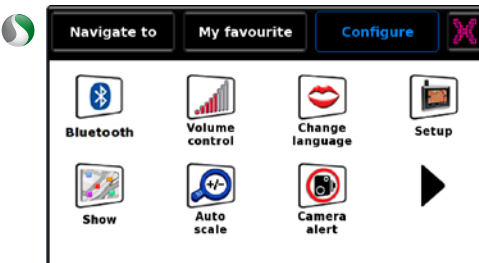 Navigate to
My favourite
Configure
Bluetooth
Volume
control
Change
language
Setup
Show
+/-
Auto
scale
Camera
alert